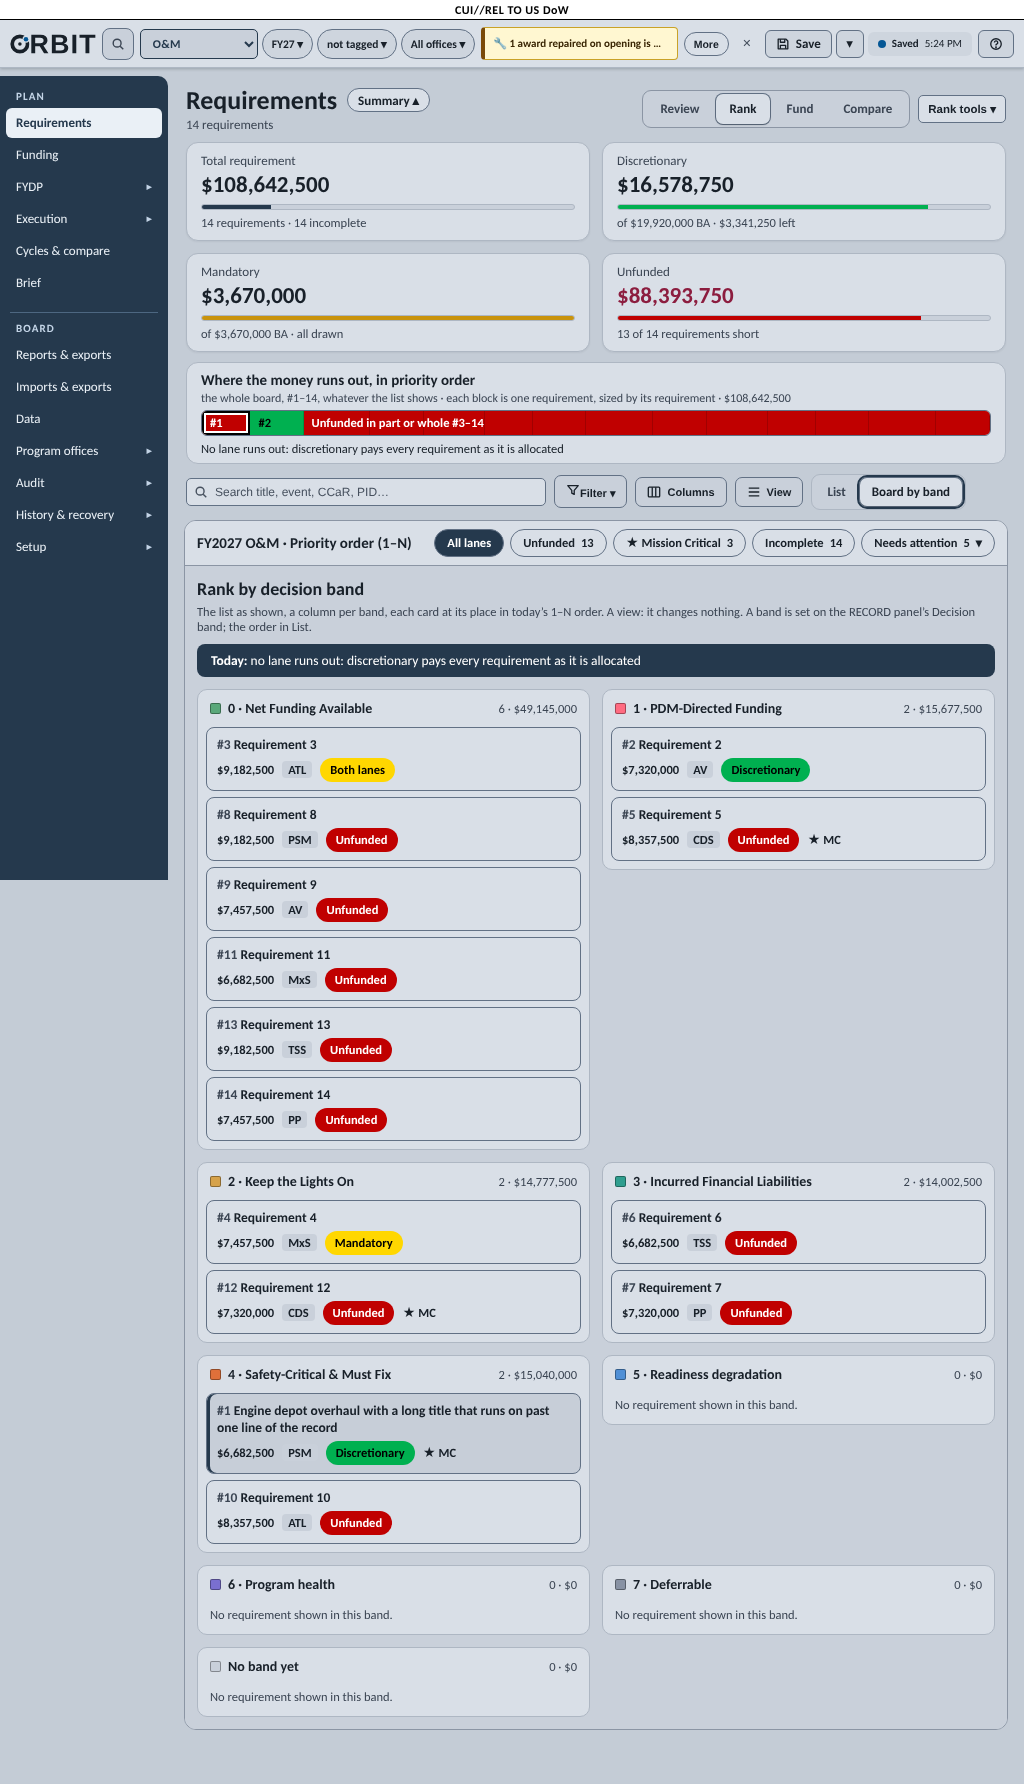 CUI//REL TO US DoW
ORBIT
O&M
FY27 ▾
not tagged ▾
All offices ▾
🔧 1 award repaired on opening is ...
More
×
Save
▾
Saved 5:24 PM
PLAN
Requirements
Funding
FYDP ▸
Execution ▸
Cycles & compare
Brief
BOARD
Reports & exports
Imports & exports
Data
Program offices ▸
Audit ▸
History & recovery ▸
Setup ▸
Requirements
Summary ▴
14 requirements
Review
Rank
Fund
Compare
Rank tools ▾
Total requirement
$108,642,500
14 requirements · 14 incomplete
Discretionary
$16,578,750
of $19,920,000 BA · $3,341,250 left
Mandatory
$3,670,000
of $3,670,000 BA · all drawn
Unfunded
$88,393,750
13 of 14 requirements short
Where the money runs out, in priority order
the whole board, #1–14, whatever the list shows · each block is one requirement, sized by its requirement · $108,642,500
#1
#2
Unfunded in part or whole #3–14
No lane runs out: discretionary pays every requirement as it is allocated
Search title, event, CCaR, PID…
Filter ▾
Columns
View
List
Board by band
FY2027 O&M · Priority order (1–N)
All lanes
Unfunded 13
★ Mission Critical 3
Incomplete 14
Needs attention 5 ▾
Rank by decision band
The list as shown, a column per band, each card at its place in today's 1–N order. A view: it changes nothing. A band is set on the RECORD panel's Decision
band; the order in List.
Today: no lane runs out: discretionary pays every requirement as it is allocated
0 · Net Funding Available 6 · $49,145,000
#3 Requirement 3
$9,182,500 ATL Both lanes
#8 Requirement 8
$9,182,500 PSM Unfunded
#9 Requirement 9
$7,457,500 AV Unfunded
#11 Requirement 11
$6,682,500 MxS Unfunded
#13 Requirement 13
$9,182,500 TSS Unfunded
#14 Requirement 14
$7,457,500 PP Unfunded
1 · PDM-Directed Funding 2 · $15,677,500
#2 Requirement 2
$7,320,000 AV Discretionary
#5 Requirement 5
$8,357,500 CDS Unfunded ★ MC
2 · Keep the Lights On 2 · $14,777,500
#4 Requirement 4
$7,457,500 MxS Mandatory
#12 Requirement 12
$7,320,000 CDS Unfunded ★ MC
3 · Incurred Financial Liabilities 2 · $14,002,500
#6 Requirement 6
$6,682,500 TSS Unfunded
#7 Requirement 7
$7,320,000 PP Unfunded
4 · Safety-Critical & Must Fix 2 · $15,040,000
#1 Engine depot overhaul with a long title that runs on past
one line of the record
$6,682,500 PSM Discretionary ★ MC
#10 Requirement 10
$8,357,500 ATL Unfunded
5 · Readiness degradation 0 · $0
No requirement shown in this band.
6 · Program health 0 · $0
No requirement shown in this band.
7 · Deferrable 0 · $0
No requirement shown in this band.
No band yet 0 · $0
No requirement shown in this band.